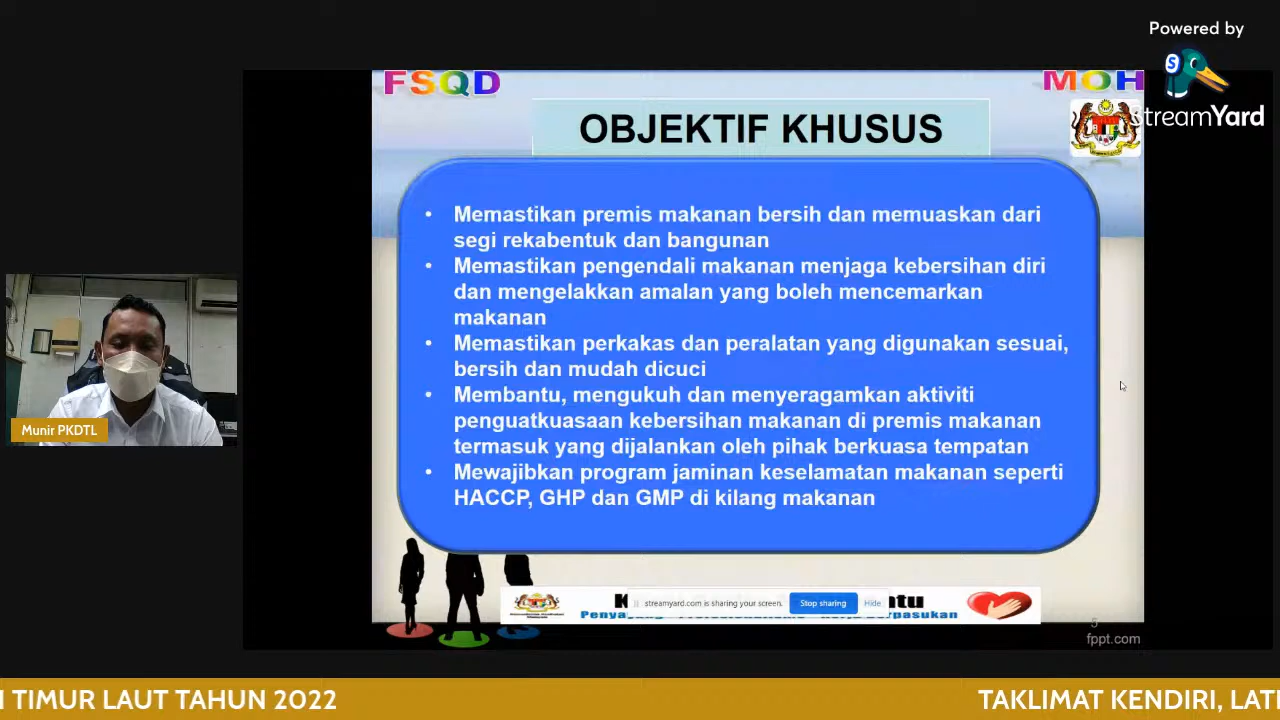 Powered by
StreamYard
FSQD
MOH
OBJEKTIF KHUSUS
• Memastikan premis makanan bersih dan memuaskan dari
segi rekabentuk dan bangunan
• Memastikan pengendali makanan menjaga kebersihan diri
dan mengelakkan amalan yang boleh mencemarkan
makanan
• Memastikan perkakas dan peralatan yang digunakan sesuai,
bersih dan mudah dicuci
• Membantu, mengukuh dan menyeragamkan aktiviti
penguatkuasaan kebersihan makanan di premis makanan
termasuk yang dijalankan oleh pihak berkuasa tempatan
• Mewajibkan program jaminan keselamatan makanan seperti
HACCP, GHP dan GMP di kilang makanan
Munir PKDTL
streamyard.com is sharing your screen.
Stop sharing
Hide
5
fppt.com
I TIMUR LAUT TAHUN 2022
TAKLIMAT KENDIRI, LATI